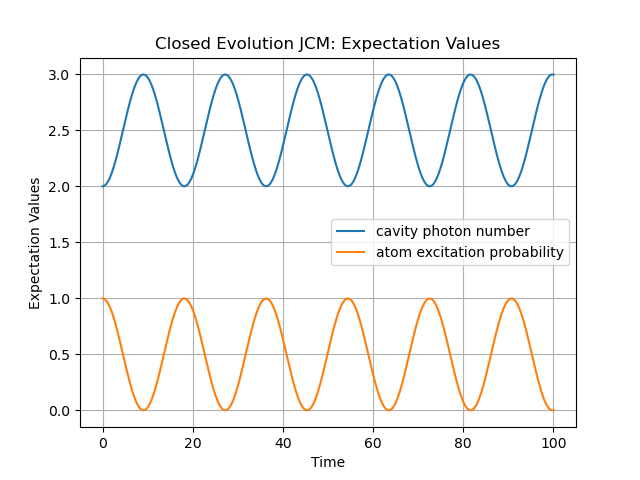 Closed Evolution JCM: Expectation Values
Expectation Values
3.0
2.5
2.0
1.5
1.0
0.5
0.0
cavity photon number
atom excitation probability
0
20
40
60
80
100
Time